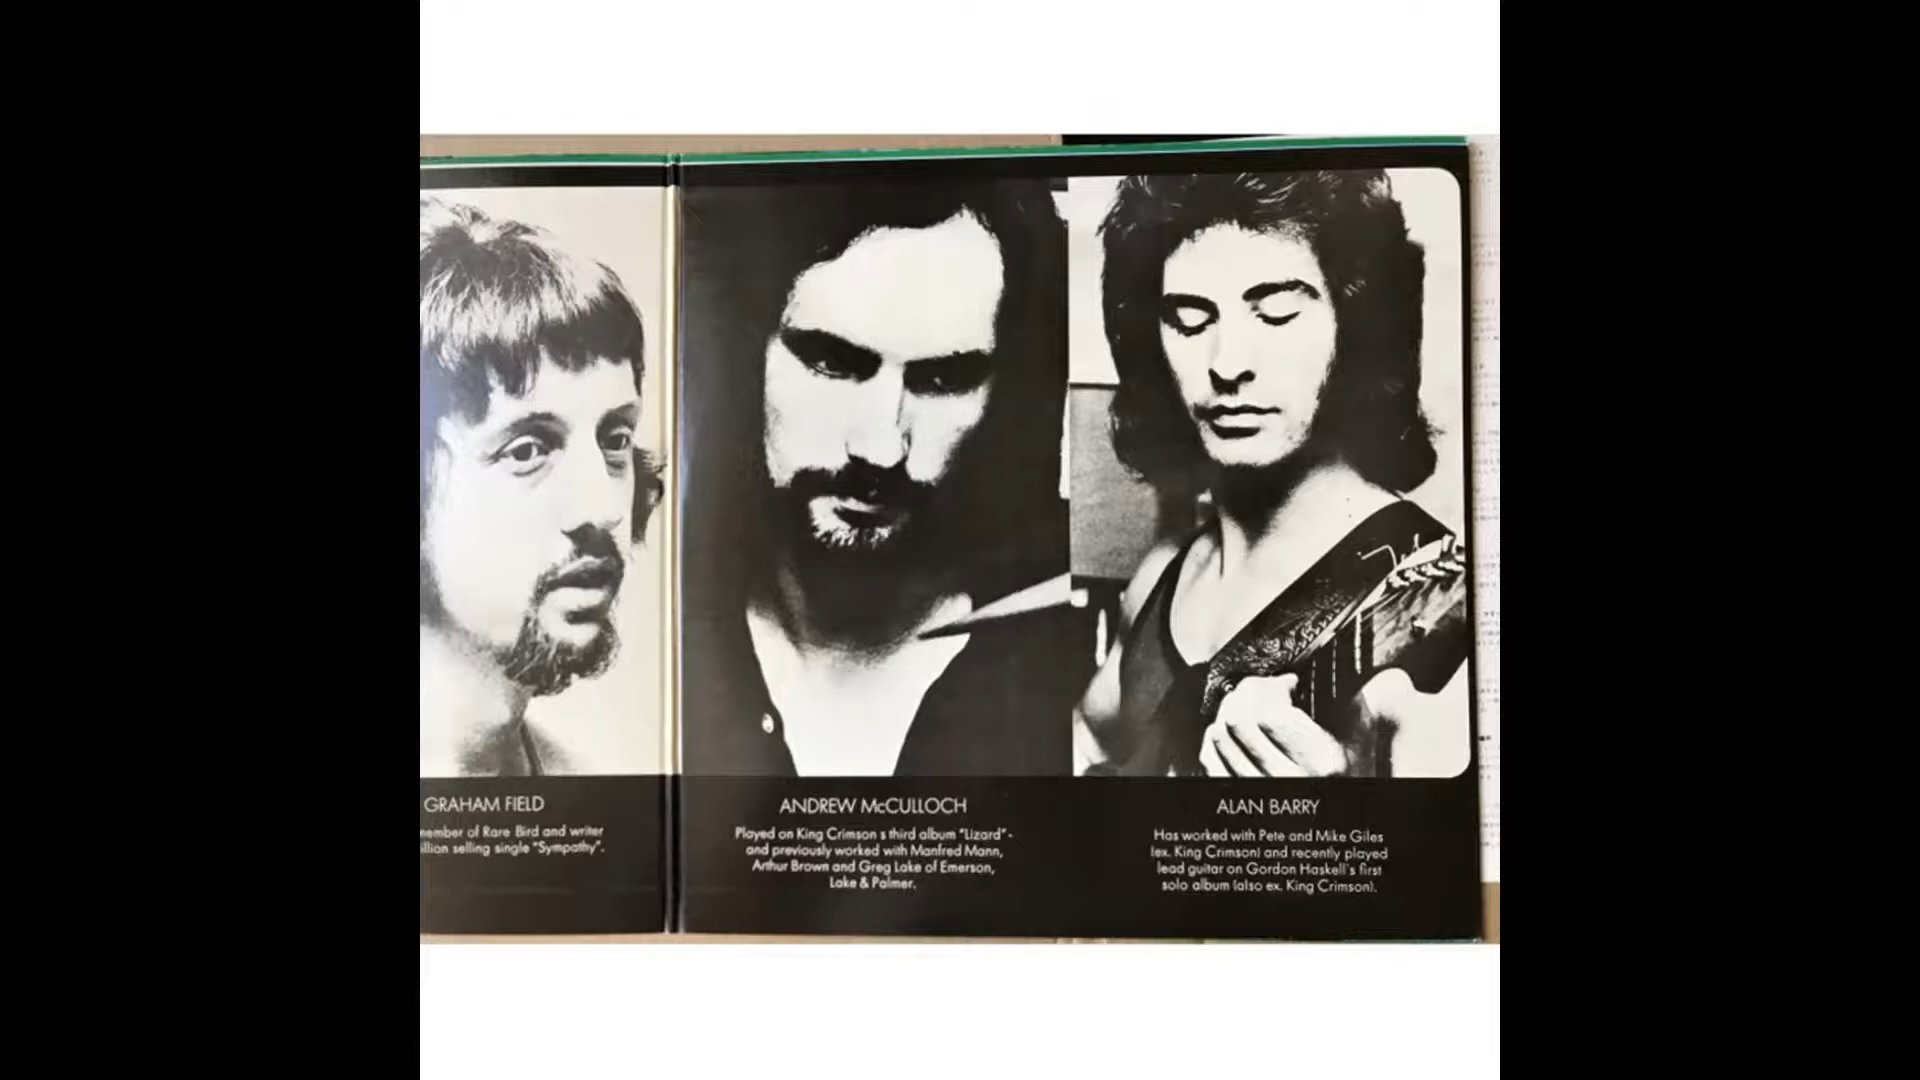 GRAHAM FIELD
member of Rare Bird and writer
illion selling single "Sympathy".
ANDREW McCULLOCH
Played on King Crimson s third album "Lizard"-
and previously worked with Manfred Mann,
Arthur Brown and Greg Lake of Emerson,
Lake & Palmer.
ALAN BARRY
Has worked with Pete and Mike Giles
(ex. King Crimson) and recently played
lead guitar on Gordon Haskell's first
solo album (also ex. King Crimson).